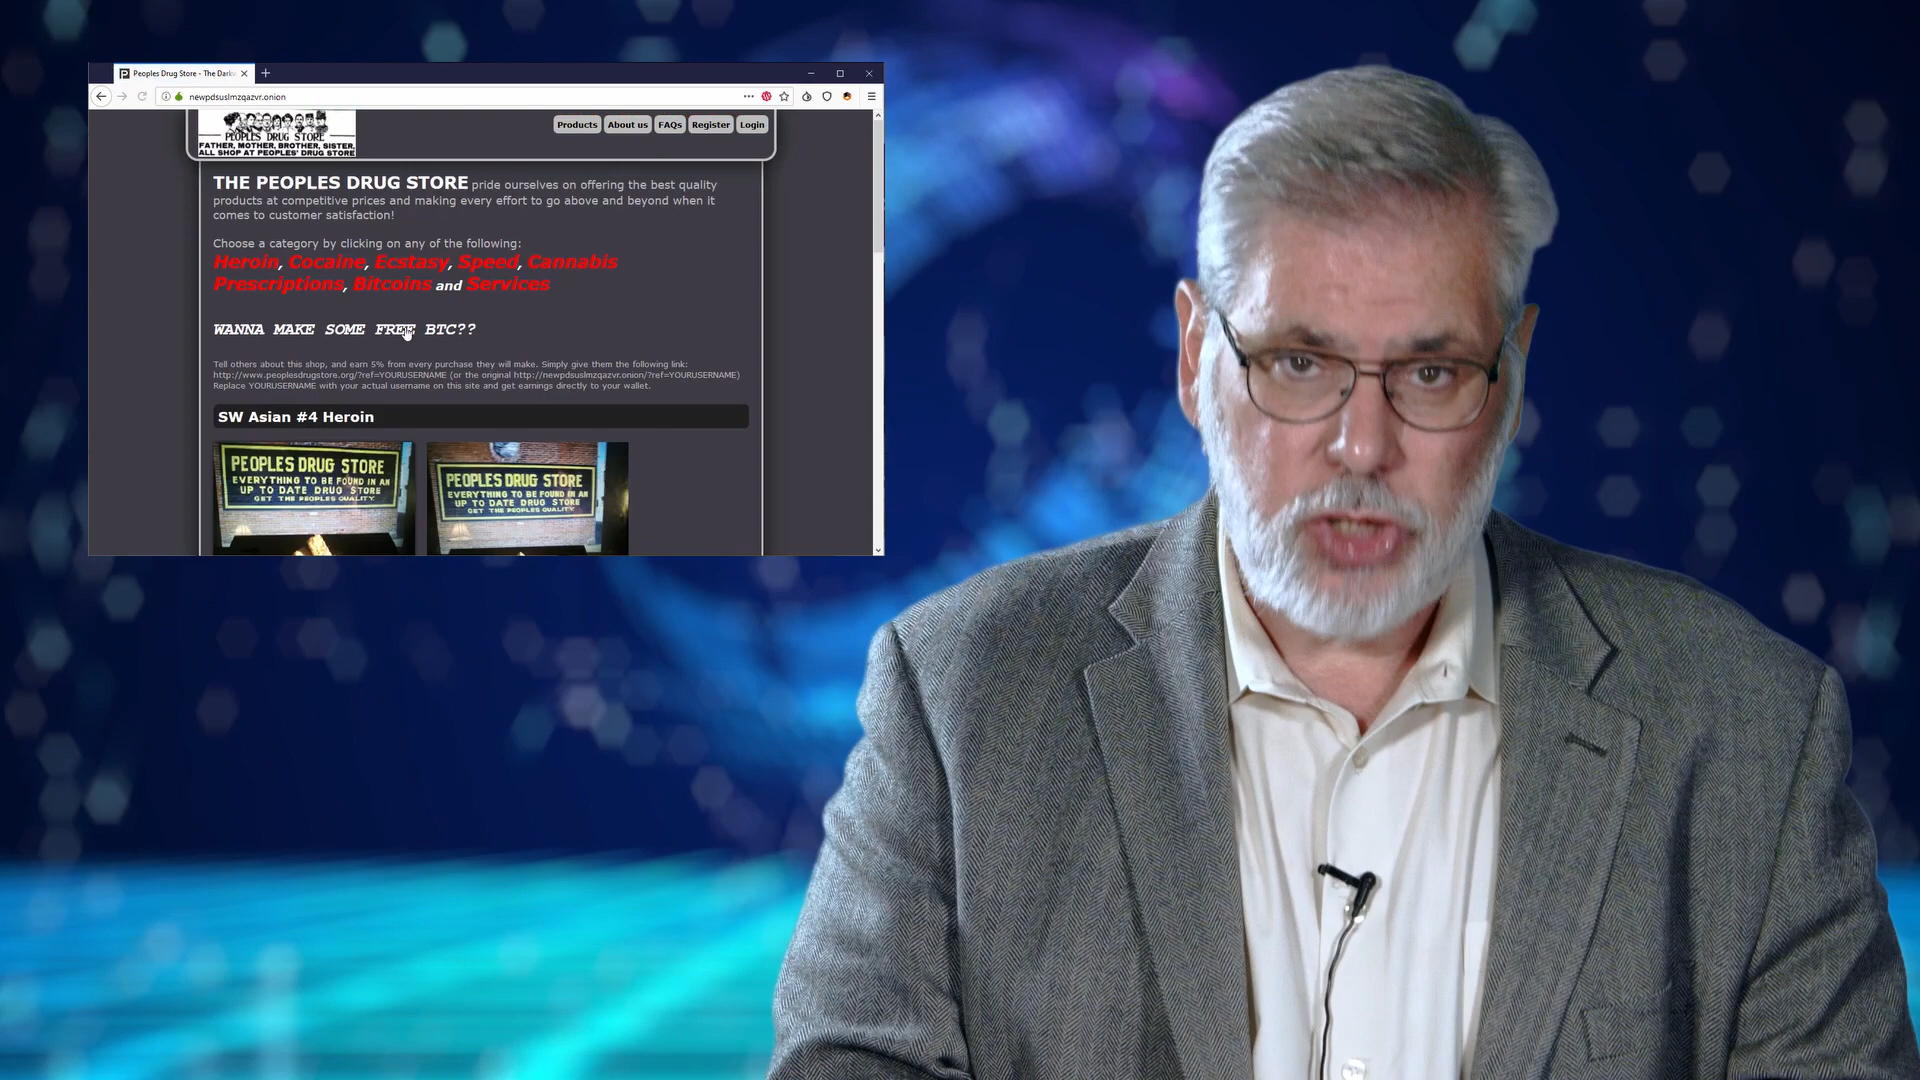 Peoples Drug Store - The Dark
newpdsuslmzqazvr.onion
PEOPLES DRUG STORE
FATHER, MOTHER, BROTHER, SISTER,
ALL SHOP AT PEOPLES' DRUG STORE
Products About us FAQs Register Login
THE PEOPLES DRUG STORE pride ourselves on offering the best quality
products at competitive prices and making every effort to go above and beyond when it
comes to customer satisfaction!
Choose a category by clicking on any of the following:
Heroin, Cocaine, Ecstasy, Speed, Cannabis
Prescriptions, Bitcoins and Services
WANNA MAKE SOME FREE BTC??
Tell others about this shop, and earn 5% from every purchase they will make. Simply give them the following link:
http://www.peoplesdrugstore.org/?ref=YOURUSERNAME (or the original http://newpdsuslmzqazvr.onion/?ref=YOURUSERNAME)
Replace YOURUSERNAME with your actual username on this site and get earnings directly to your wallet.
SW Asian #4 Heroin
PEOPLES DRUG STORE
EVERYTHING TO BE FOUND IN AN
UP TO DATE DRUG STORE
GET THE PEOPLES QUALITY
PEOPLES DRUG STORE
EVERYTHING TO BE FOUND IN AN
UP TO DATE DRUG STORE
GET THE PEOPLES QUALITY